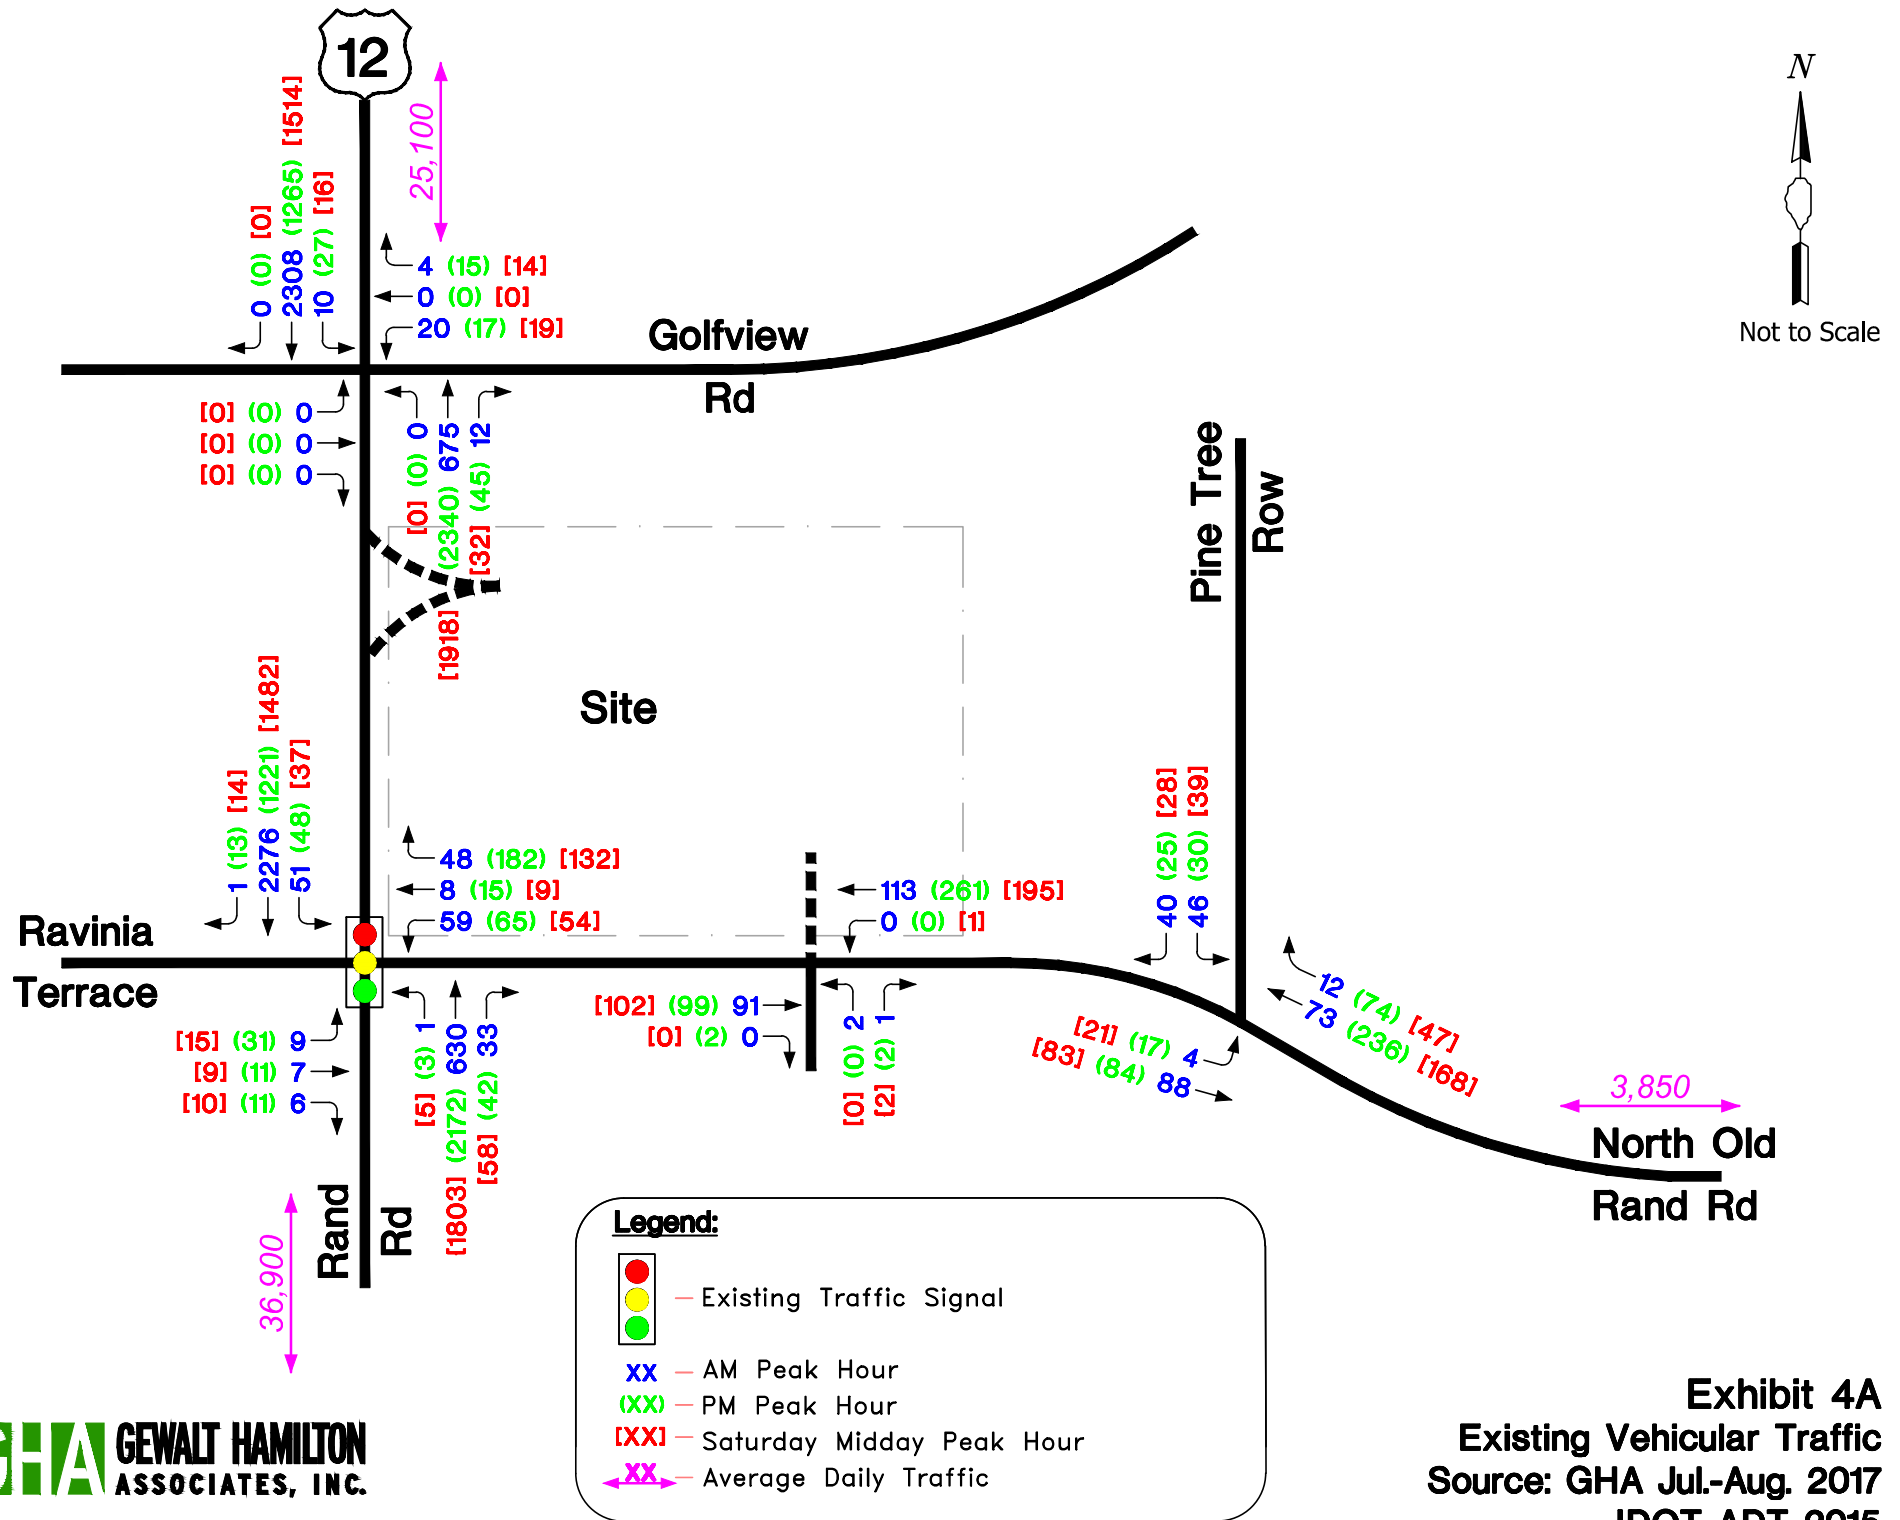 12
25,100
N
Not to Scale
0 (0) [0]
2308 (1265) [1514]
10 (27) [16]
4 (15) [14]
0 (0) [0]
20 (17) [19]
Golfview
Rd
[0] (0) 0
[0] (0) 0
[0] (0) 0
[0] (0) 0
[1918] (2340) 675
[32] (45) 12
Pine Tree
Row
Site
1 (13) [14]
2276 (1221) [1482]
51 (48) [37]
48 (182) [132]
8 (15) [9]
59 (65) [54]
113 (261) [195]
0 (0) [1]
40 (25) [28]
46 (30) [39]
12 (74) [47]
73 (236) [168]
Ravinia
Terrace
[15] (31) 9
[9] (11) 7
[10] (11) 6
[5] (3) 1
[1803] (2172) 630
[58] (42) 33
[102] (99) 91
[0] (2) 0
[0] (0) 2
[2] (2) 1
[21] (17) 4
[83] (84) 88
3,850
North Old
Rand Rd
Rand
Rd
36,900
Legend:
Existing Traffic Signal
XX – AM Peak Hour
(XX) – PM Peak Hour
[XX] – Saturday Midday Peak Hour
XX – Average Daily Traffic
GHA GEWALT HAMILTON
ASSOCIATES, INC.
Exhibit 4A
Existing Vehicular Traffic
Source: GHA Jul.-Aug. 2017
IDOT ADT 2015